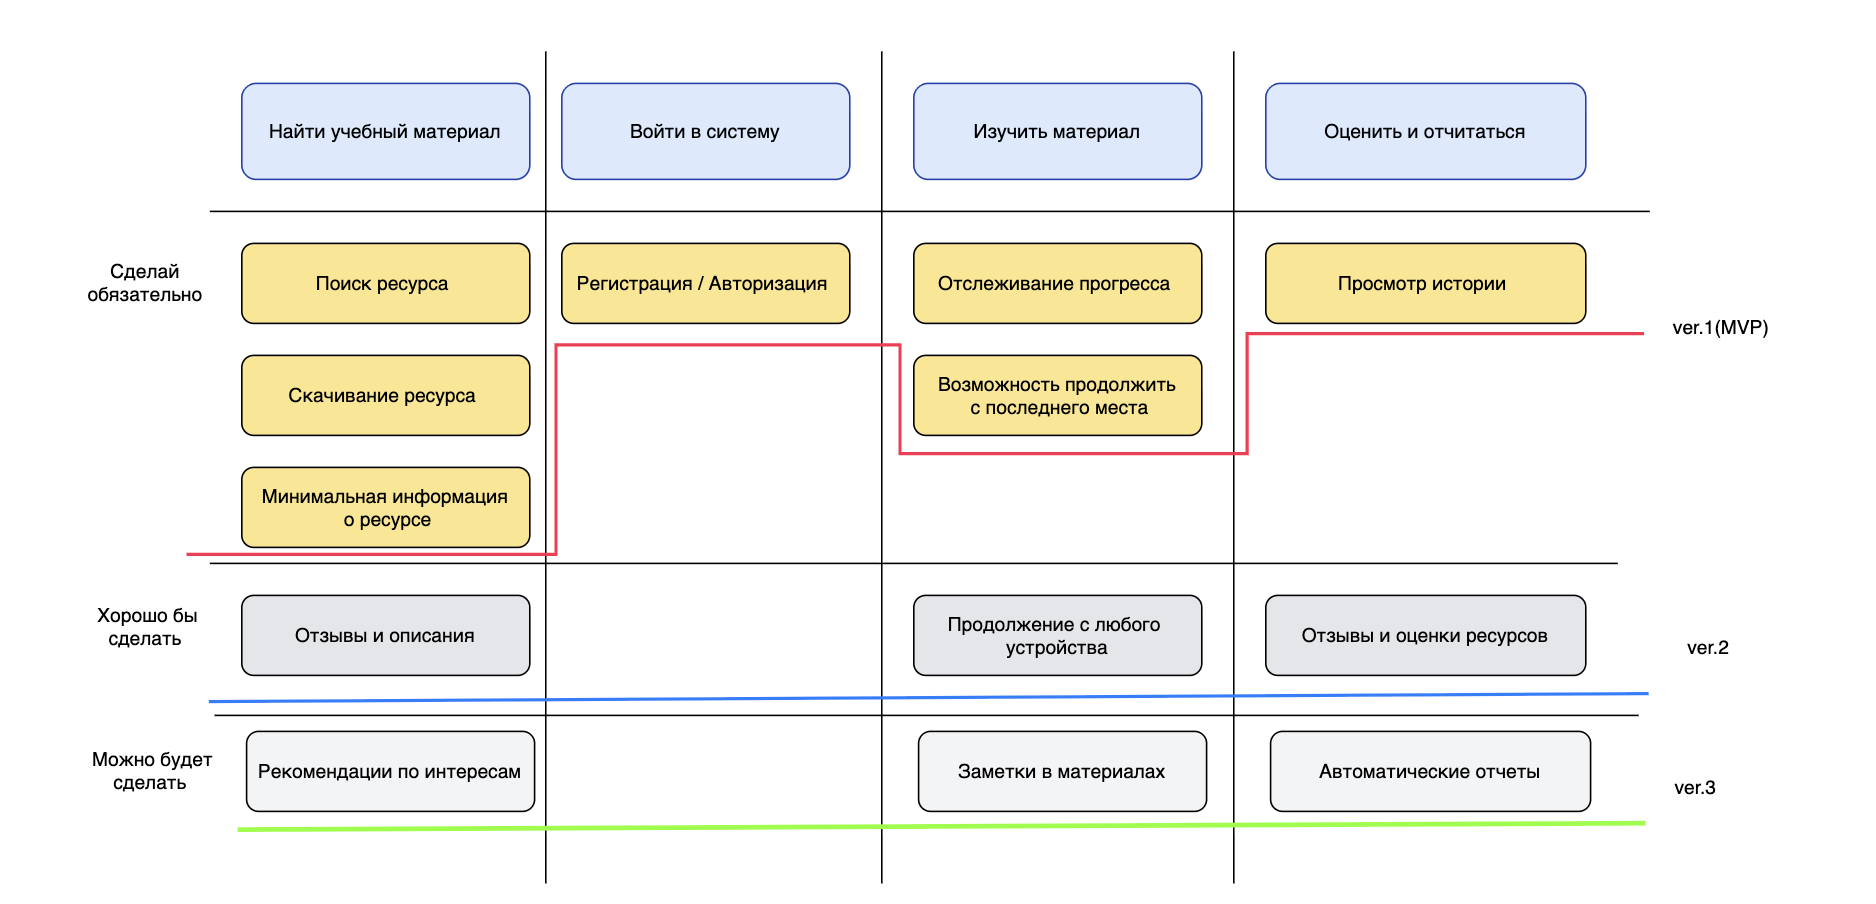 Найти учебный материал
Войти в систему
Изучить материал
Оценить и отчитаться
Сделай
обязательно
Поиск ресурса
Регистрация / Авторизация
Отслеживание прогресса
Просмотр истории
ver.1(MVP)
Скачивание ресурса
Возможность продолжить
с последнего места
Минимальная информация
о ресурсе
Хорошо бы
сделать
Отзывы и описания
Продолжение с любого
устройства
Отзывы и оценки ресурсов
ver.2
Можно будет
сделать
Рекомендации по интересам
Заметки в материалах
Автоматические отчеты
ver.3